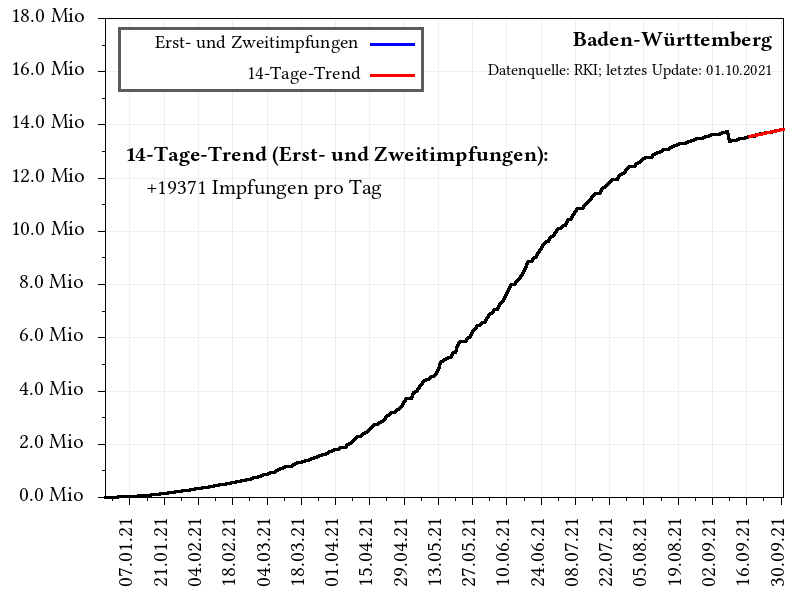 18.0 Mio
16.0 Mio
14.0 Mio
12.0 Mio
10.0 Mio
8.0 Mio
6.0 Mio
4.0 Mio
2.0 Mio
0.0 Mio
Erst- und Zweitimpfungen
14-Tage-Trend
Baden-Württemberg
Datenquelle: RKI; letztes Update: 01.10.2021
14-Tage-Trend (Erst- und Zweitimpfungen):
+19371 Impfungen pro Tag
07.01.21
21.01.21
04.02.21
18.02.21
04.03.21
18.03.21
01.04.21
15.04.21
29.04.21
13.05.21
27.05.21
10.06.21
24.06.21
08.07.21
22.07.21
05.08.21
19.08.21
02.09.21
16.09.21
30.09.21